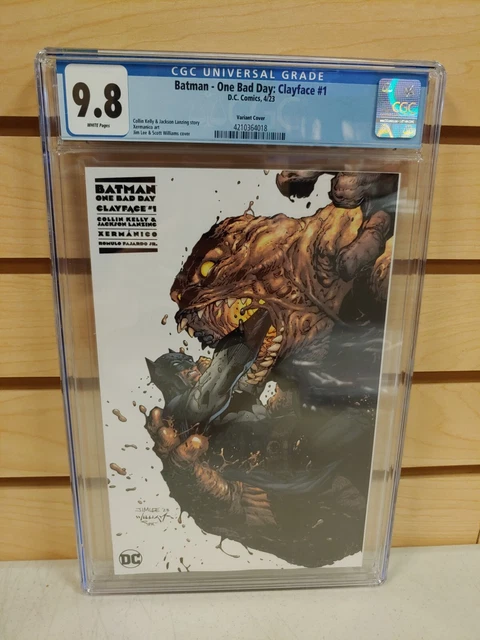 CGC UNIVERSAL GRADE
9.8
WHITE Pages
Batman - One Bad Day: Clayface #1
D.C. Comics, 4/23
Variant Cover
4210364018
Collin Kelly & Jackson Lanzing story
Xermanico art
Jim Lee & Scott Williams cover
CGC
BATMAN
ONE BAD DAY
CLAYFACE #1
COLLIN KELLY &
JACKSON LANZING
XERMÁNICO
ROMULO FAJARDO JR.
DC